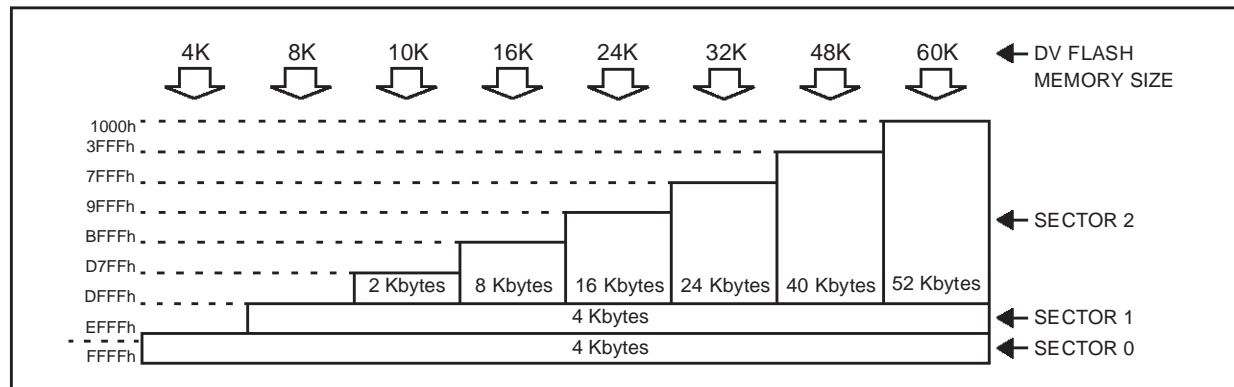 4K 8K 10K 16K 24K 32K 48K 60K DV FLASH
MEMORY SIZE
1000h
3FFFh
7FFFh
9FFFh
SECTOR 2
BFFFh
D7FFh
2 Kbytes 8 Kbytes 16 Kbytes 24 Kbytes 40 Kbytes 52 Kbytes
DFFFh
4 Kbytes SECTOR 1
EFFFh
4 Kbytes SECTOR 0
FFFFh